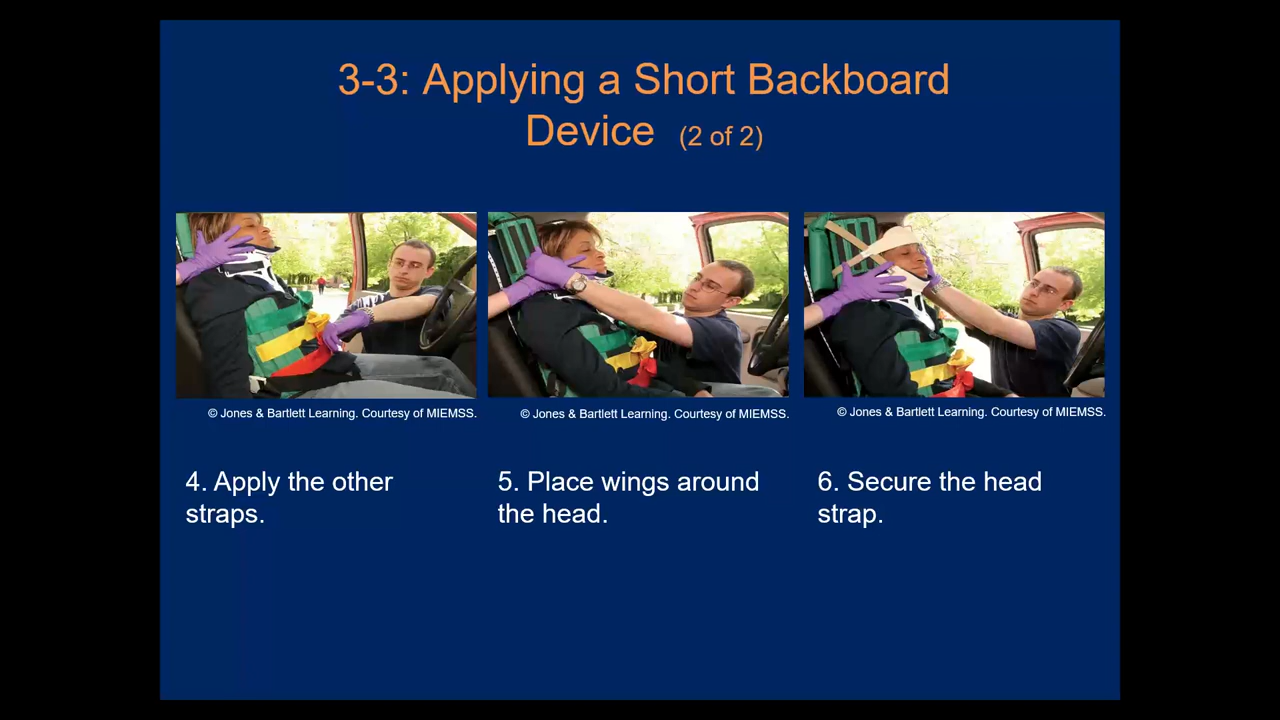 3-3: Applying a Short Backboard
Device (2 of 2)
© Jones & Bartlett Learning. Courtesy of MIEMSS.
© Jones & Bartlett Learning. Courtesy of MIEMSS.
© Jones & Bartlett Learning. Courtesy of MIEMSS.
4. Apply the other
straps.
5. Place wings around
the head.
6. Secure the head
strap.